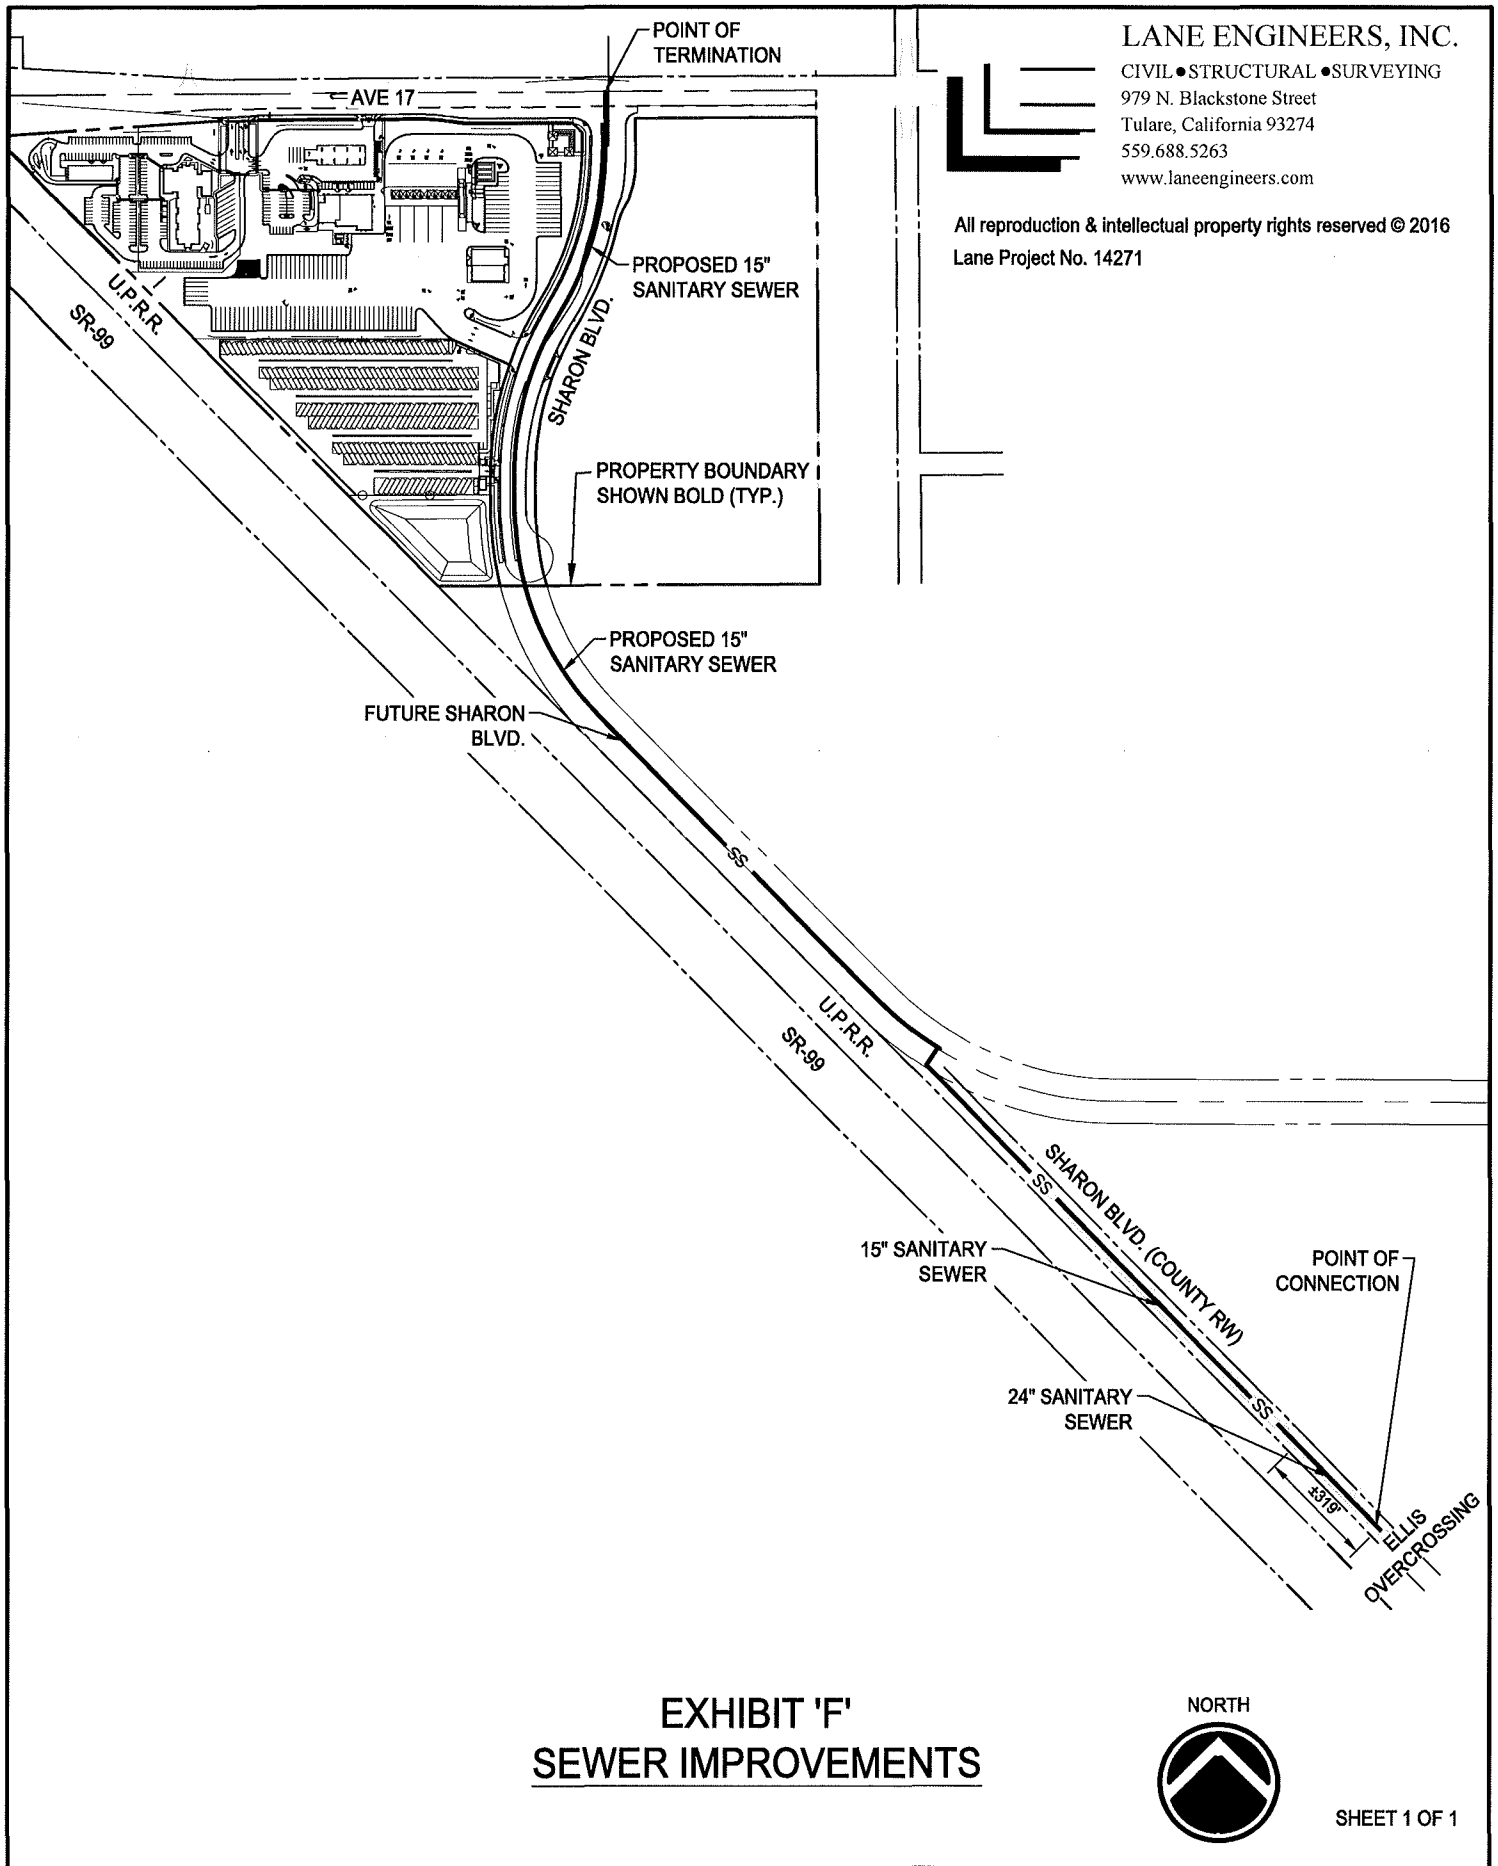 POINT OF
TERMINATION
LANE ENGINEERS, INC.
CIVIL●STRUCTURAL●SURVEYING
979 N. Blackstone Street
Tulare, California 93274
559.688.5263
www.laneengineers.com
All reproduction & intellectual property rights reserved © 2016
Lane Project No. 14271
AVE 17
PROPOSED 15"
SANITARY SEWER
U.P.R.R.
SR-99
SHARON BLVD.
PROPERTY BOUNDARY
SHOWN BOLD (TYP.)
PROPOSED 15"
SANITARY SEWER
FUTURE SHARON
BLVD.
SS
U.P.R.R.
SR-99
SHARON BLVD. (COUNTY RW)
SS
15" SANITARY
SEWER
POINT OF
CONNECTION
24" SANITARY
SEWER
SS
±319'
ELLIS
OVERCROSSING
EXHIBIT 'F'
SEWER IMPROVEMENTS
NORTH
SHEET 1 OF 1